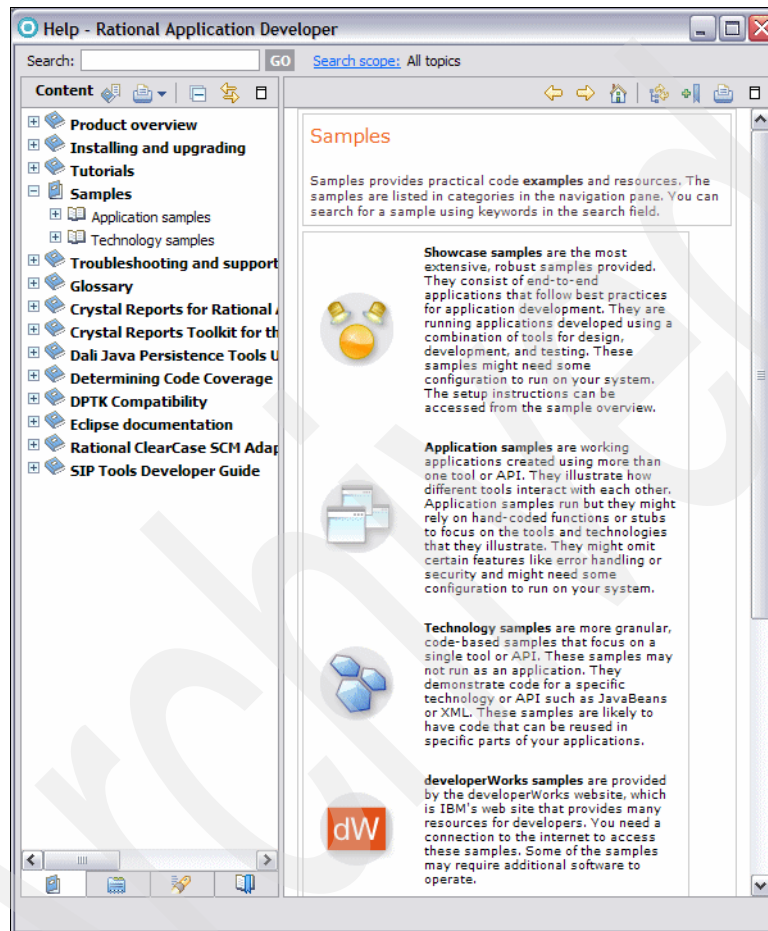 Help - Rational Application Developer
Search:
GO
Search scope: All topics
Content
Product overview
Installing and upgrading
Tutorials
Samples
Application samples
Technology samples
Troubleshooting and support
Glossary
Crystal Reports for Rational
Crystal Reports Toolkit for th
Dali Java Persistence Tools U
Determining Code Coverage
DPTK Compatibility
Eclipse documentation
Rational ClearCase SCM Adap
SIP Tools Developer Guide
Samples
Samples provides practical code examples and resources. The
samples are listed in categories in the navigation pane. You can
search for a sample using keywords in the search field.
Showcase samples are the most
extensive, robust samples provided.
They consist of end-to-end
applications that follow best practices
for application development. They are
running applications developed using a
combination of tools for design,
development, and testing. These
samples might need some
configuration to run on your system.
The setup instructions can be
accessed from the sample overview.
Application samples are working
applications created using more than
one tool or API. They illustrate how
different tools interact with each other.
Application samples run but they might
rely on hand-coded functions or stubs
to focus on the tools and technologies
that they illustrate. They might omit
certain features like error handling or
security and might need some
configuration to run on your system.
Technology samples are more granular,
code-based samples that focus on a
single tool or API. These samples may
not run as an application. They
demonstrate code for a specific
technology or API such as JavaBeans
or XML. These samples are likely to
have code that can be reused in
specific parts of your applications.
dW
developerWorks samples are provided
by the developerWorks website, which
is IBM's web site that provides many
resources for developers. You need a
connection to the internet to access
these samples. Some of the samples
may require additional software to
operate.